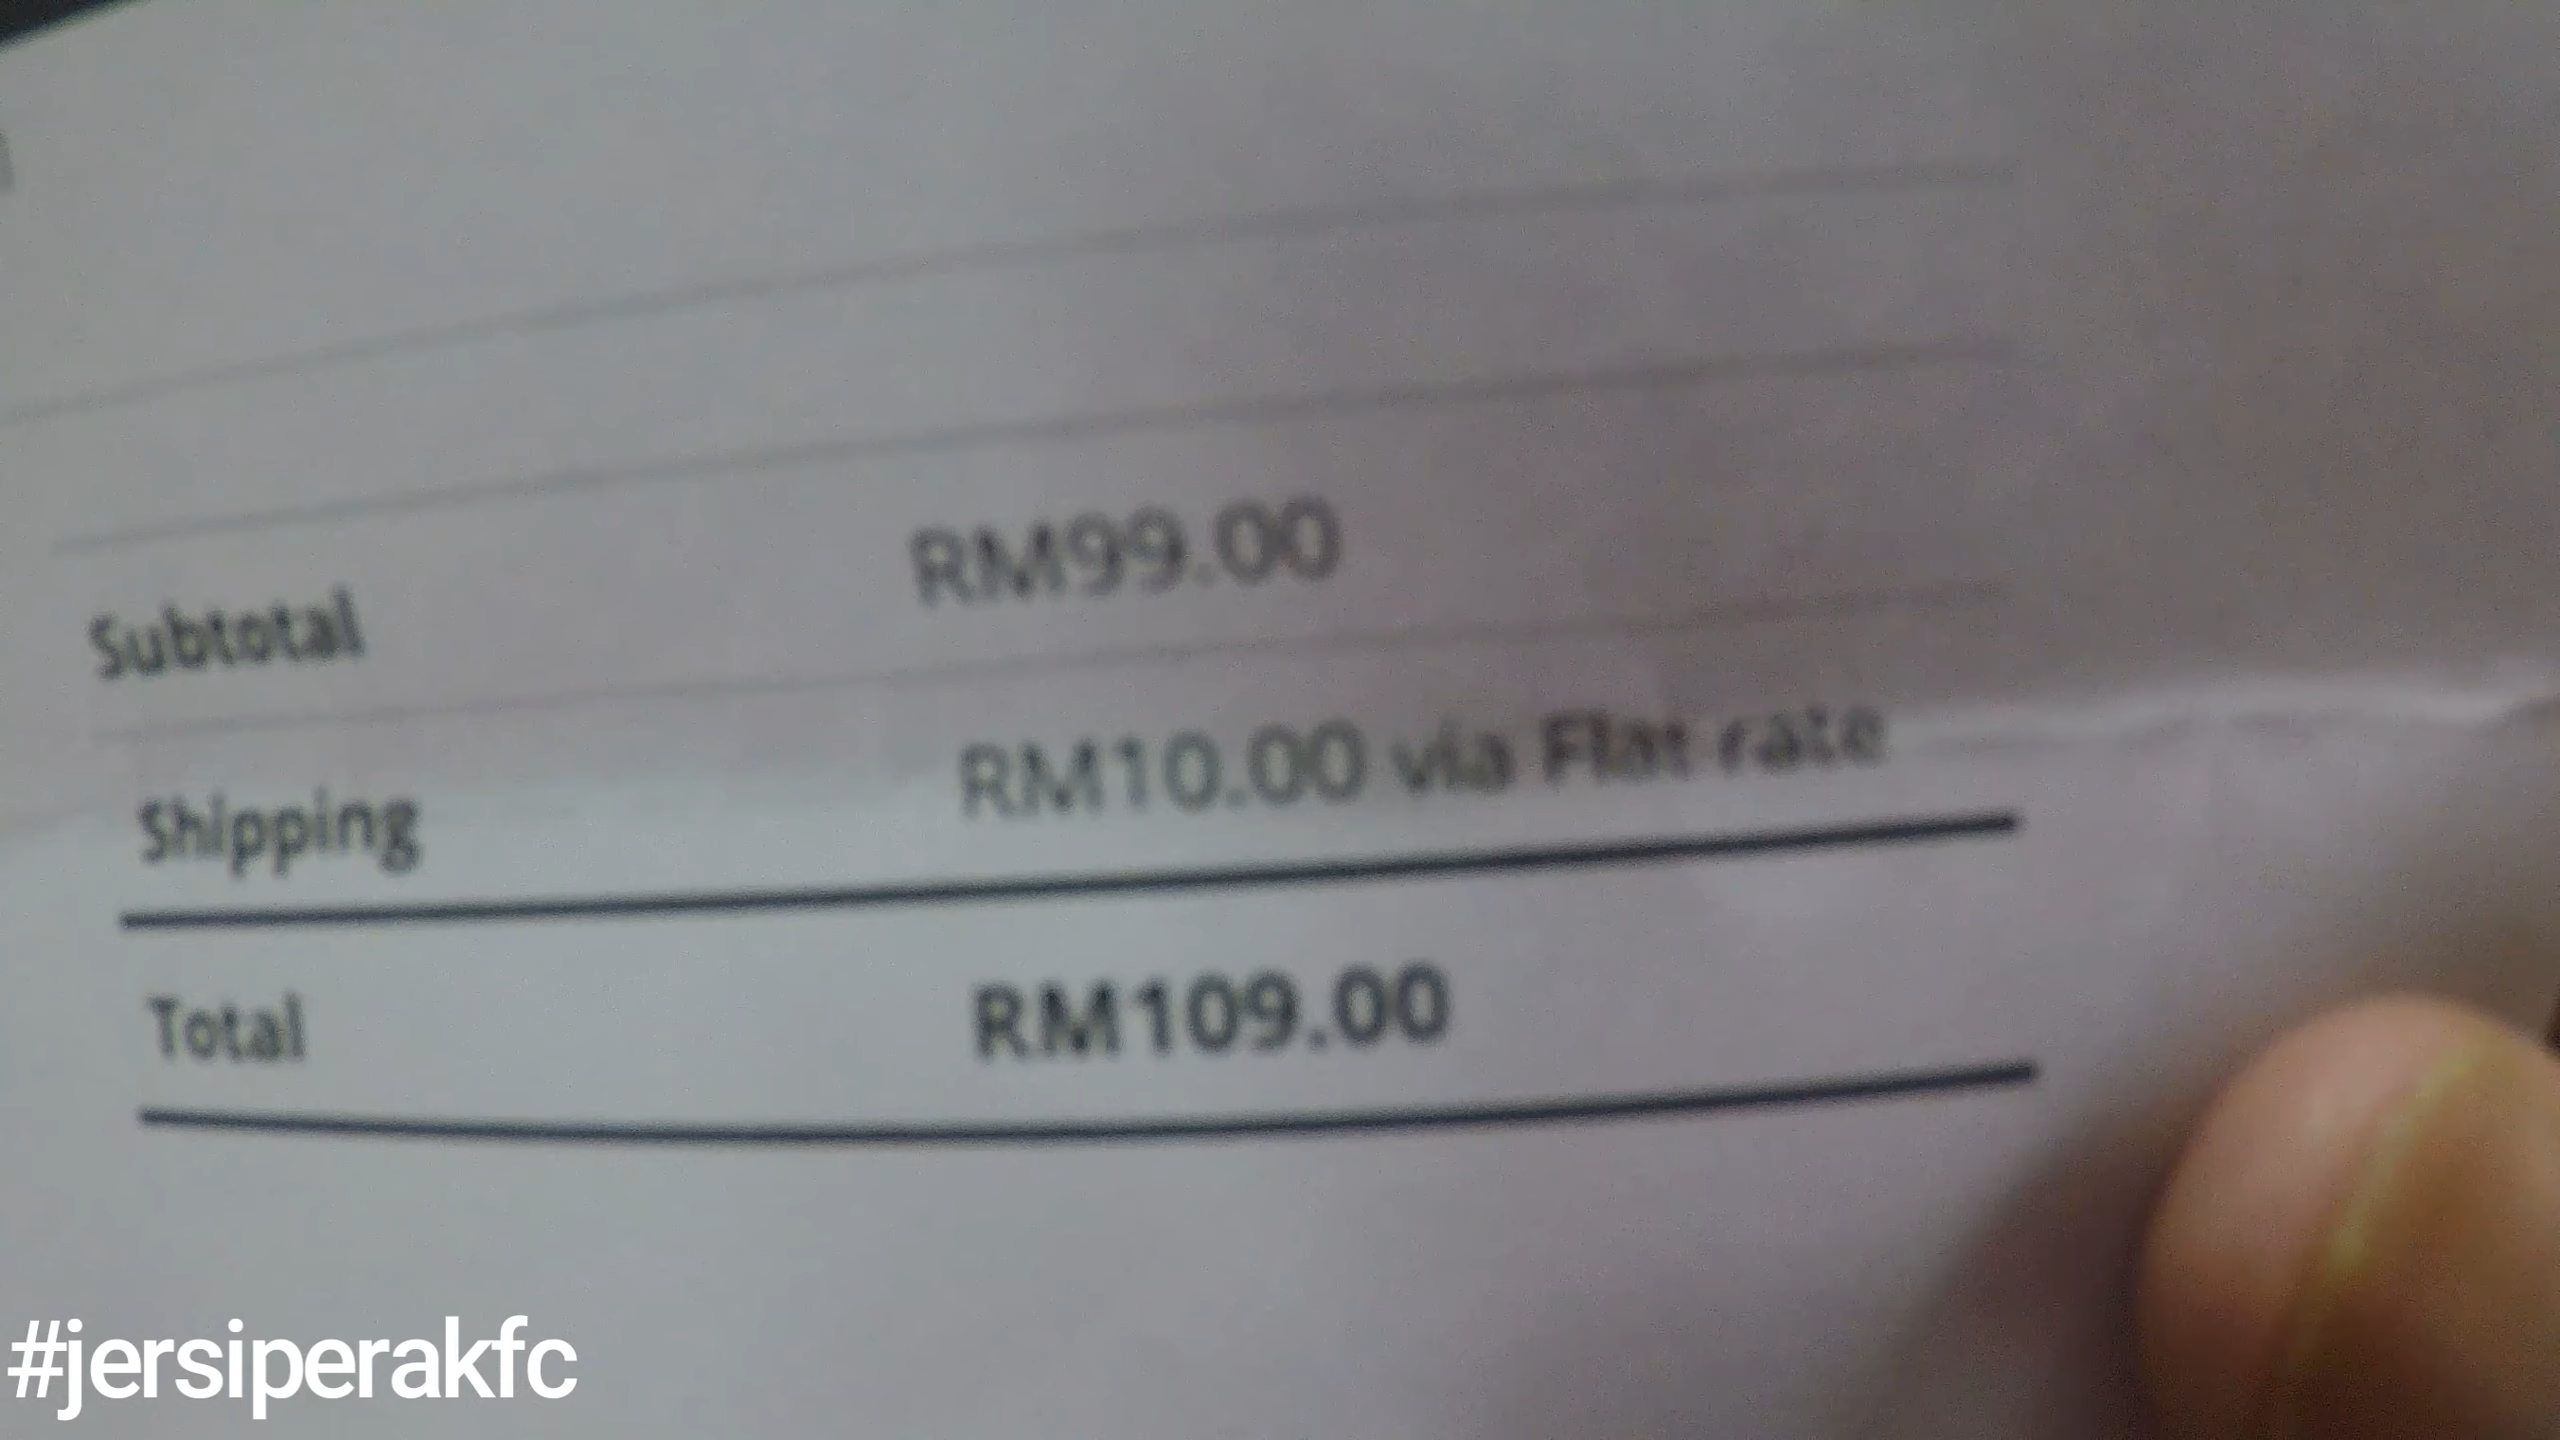 Subtotal RM99.00
Shipping RM10.00 via Flat rate
Total RM109.00
#jersiperakfc